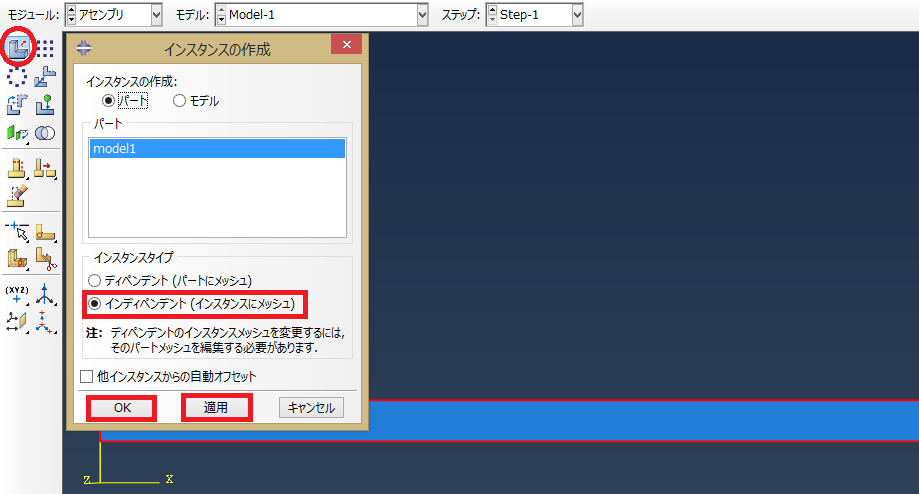 モジュール: アセンブリ モデル: Model-1 ステップ: Step-1
インスタンスの作成
インスタンスの作成:
パート モデル
パート
model1
インスタンスタイプ
ディペンデント (パートにメッシュ)
インディペンデント (インスタンスにメッシュ)
注: ディペンデントのインスタンスメッシュを変更するには,
そのパートメッシュを編集する必要があります.
他インスタンスからの自動オフセット
OK 適用 キャンセル
(XYZ)
Z X